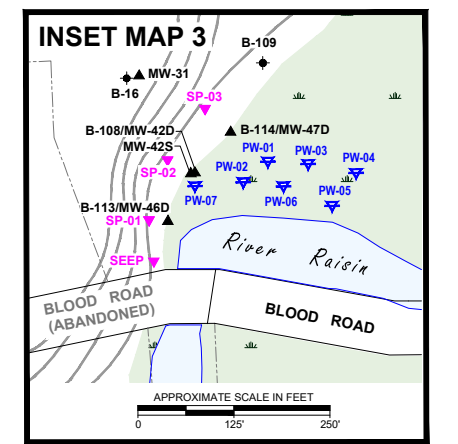 INSET MAP 3
B-109
MW-31
B-16
SP-03
B-108/MW-42D
B-114/MW-47D
MW-42S
PW-01
PW-03
SP-02
PW-02
PW-04
PW-07
PW-06
PW-05
B-113/MW-46D
SP-01
River Raisin
SEEP
BLOOD ROAD
(ABANDONED)
BLOOD ROAD
APPROXIMATE SCALE IN FEET
0 125' 250'